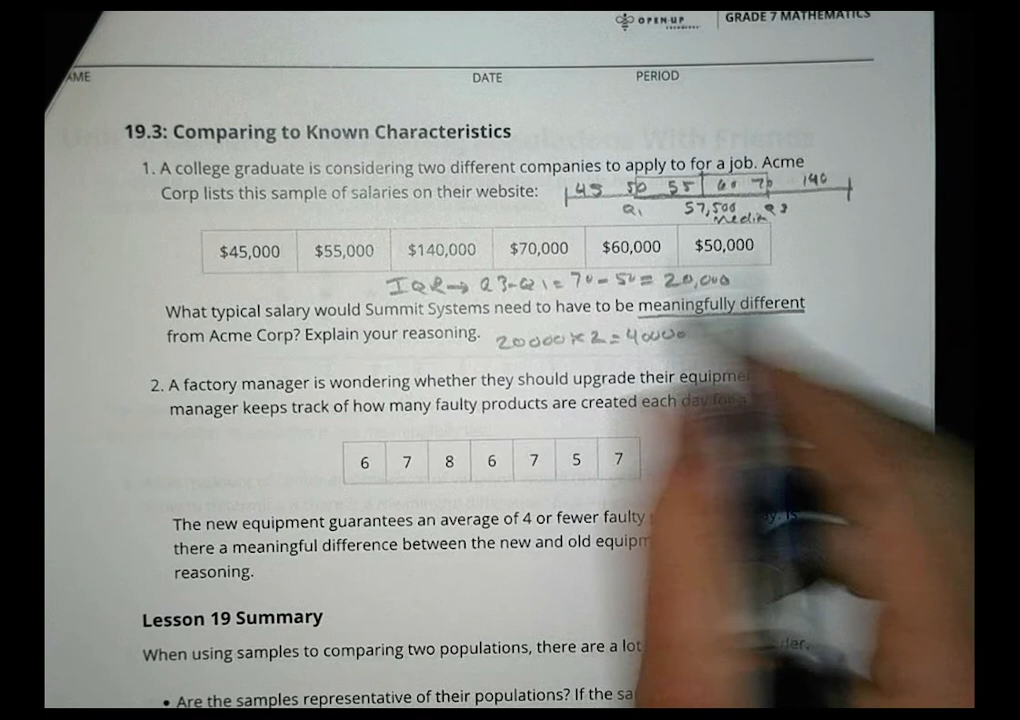 OPEN-UP
GRADE 7 MATHEMATICS
AME DATE PERIOD
19.3: Comparing to Known Characteristics
1. A college graduate is considering two different companies to apply to for a job. Acme
Corp lists this sample of salaries on their website:
45 50 55 60 70 140
Q1 57,500 Q3
Median
$45,000 $55,000 $140,000 $70,000 $60,000 $50,000
IQR→ Q3-Q1= 70-50= 20,000
What typical salary would Summit Systems need to have to be meaningfully different
from Acme Corp? Explain your reasoning.
20000×2=40000
2. A factory manager is wondering whether they should upgrade their equipme
manager keeps track of how many faulty products are created each day for a
6 7 8 6 7 5 7
The new equipment guarantees an average of 4 or fewer faulty
there a meaningful difference between the new and old equipm
reasoning.
Lesson 19 Summary
When using samples to comparing two populations, there are a lot
• Are the samples representative of their populations? If the sa